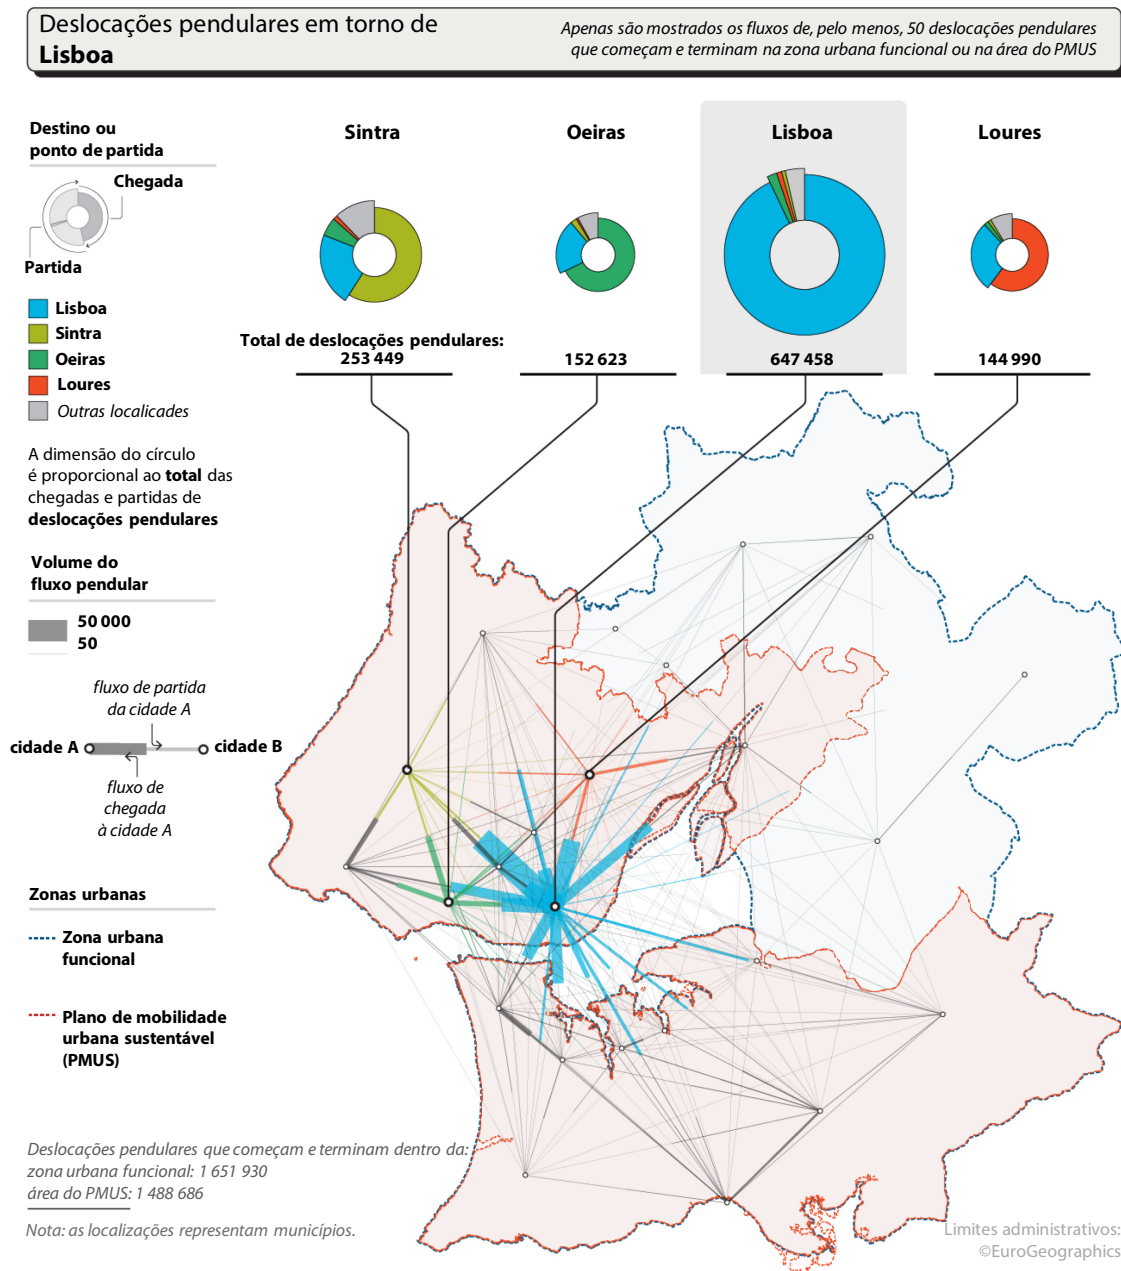 Deslocações pendulares em torno de
Lisboa
Apenas são mostrados os fluxos de, pelo menos, 50 deslocações pendulares
que começam e terminam na zona urbana funcional ou na área do PMUS
Destino ou
ponto de partida
Chegada
Partida
Lisboa
Sintra
Oeiras
Loures
Outras localicades
Sintra
Oeiras
Lisboa
Loures
Total de deslocações pendulares:
253 449
152 623
647 458
144 990
A dimensão do círculo
é proporcional ao total das
chegadas e partidas de
deslocações pendulares
Volume do
fluxo pendular
50 000
50
fluxo de partida
da cidade A
cidade A
cidade B
fluxo de
chegada
à cidade A
Zonas urbanas
Zona urbana
funcional
Plano de mobilidade
urbana sustentável
(PMUS)
Deslocações pendulares que começam e terminam dentro da:
zona urbana funcional: 1 651 930
área do PMUS: 1 488 686
Nota: as localizações representam municípios.
Limites administrativos:
©EuroGeographics